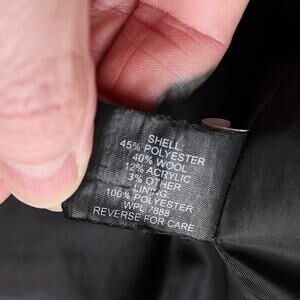 SHELL.
45% POLYESTER
40% WOOL
12% ACRYLIC
3% OTHER
LINING.
100% POLYESTER
WPL 7888
REVERSE FOR CARE